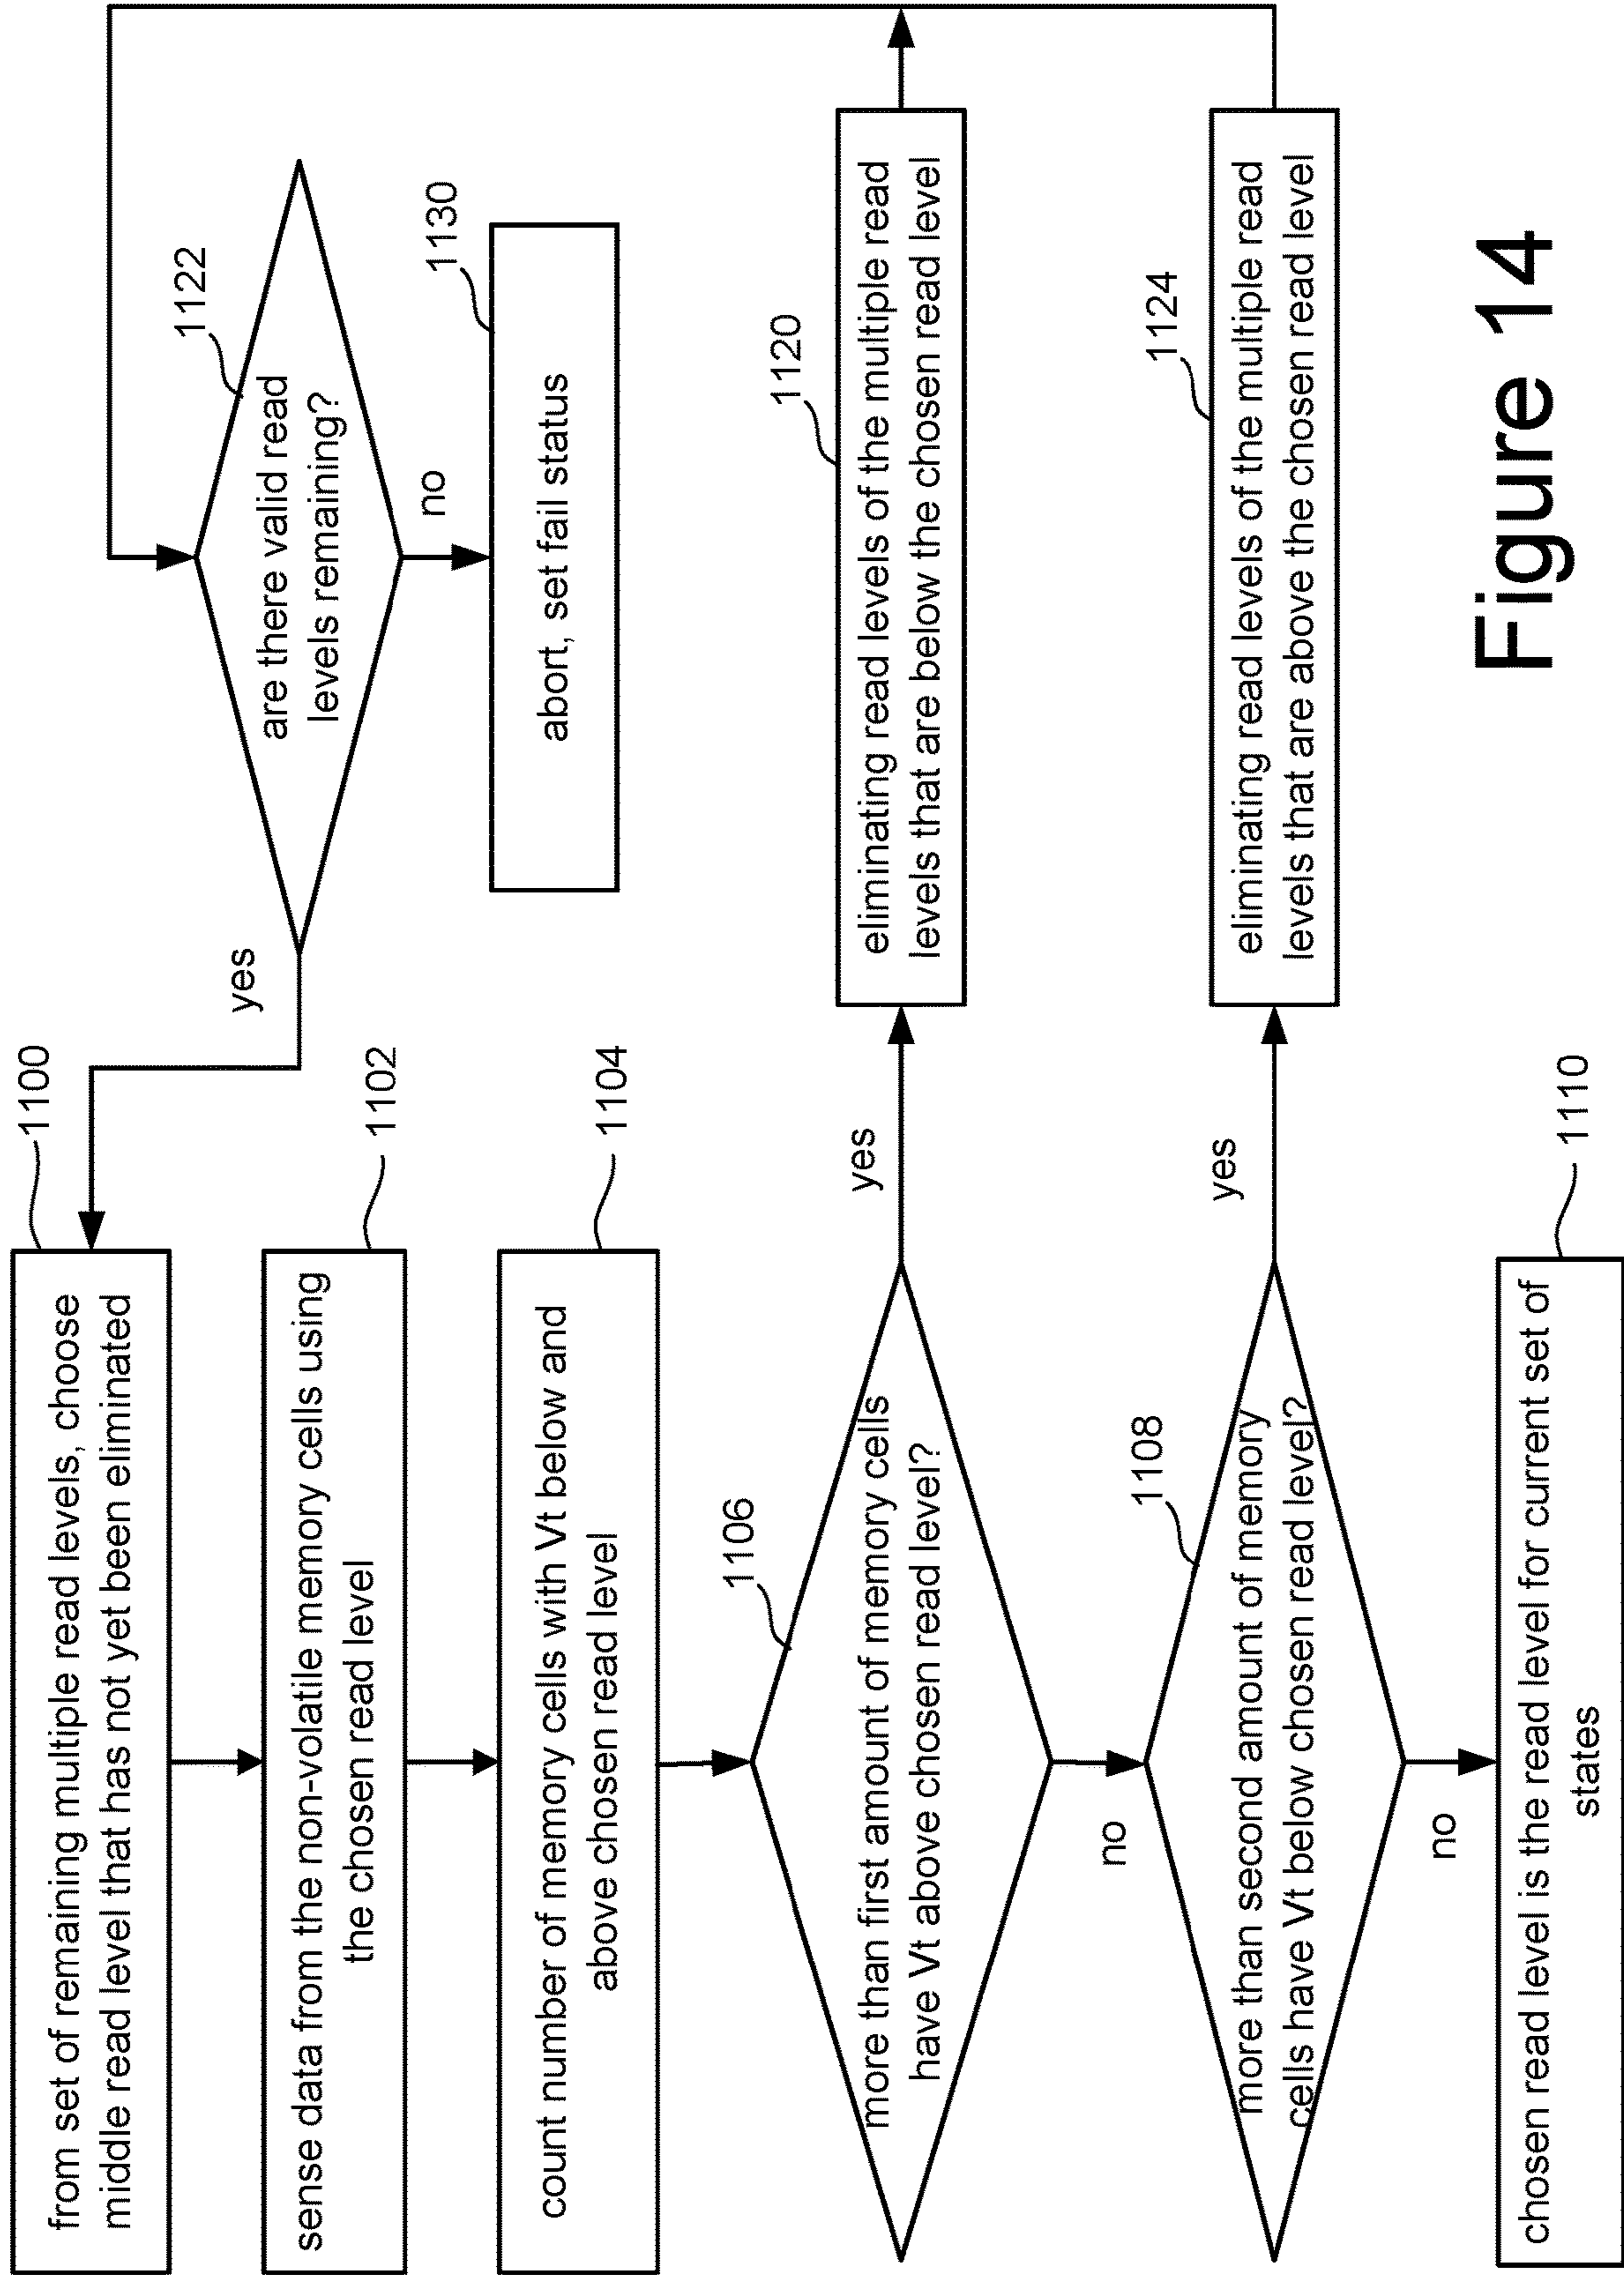 1100
from set of remaining multiple read levels, choose
middle read level that has not yet been eliminated
1102
sense data from the non-volatile memory cells using
the chosen read level
1104
count number of memory cells with Vt below and
above chosen read level
1106
more than first amount of memory cells
have Vt above chosen read level?
yes
no
1108
more than second amount of memory
cells have Vt below chosen read level?
yes
no
1110
chosen read level is the read level for current set of
states
1122
are there valid read
levels remaining?
yes
no
1130
abort, set fail status
1120
eliminating read levels of the multiple read
levels that are below the chosen read level
1124
eliminating read levels of the multiple read
levels that are above the chosen read level
Figure 14